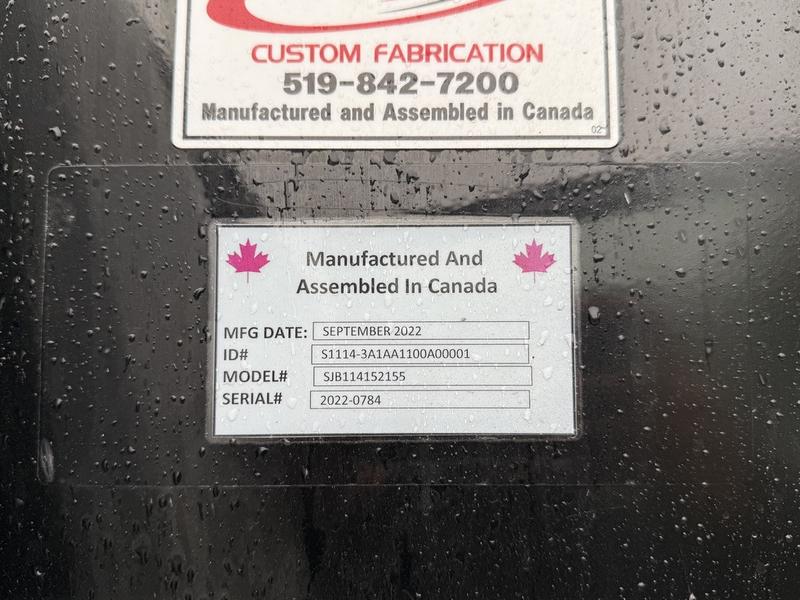 CUSTOM FABRICATION
519-842-7200
Manufactured and Assembled in Canada
02
Manufactured And
Assembled In Canada
MFG DATE: SEPTEMBER 2022
ID# S1114-3A1AA1100A00001
MODEL# SJB114152155
SERIAL# 2022-0784